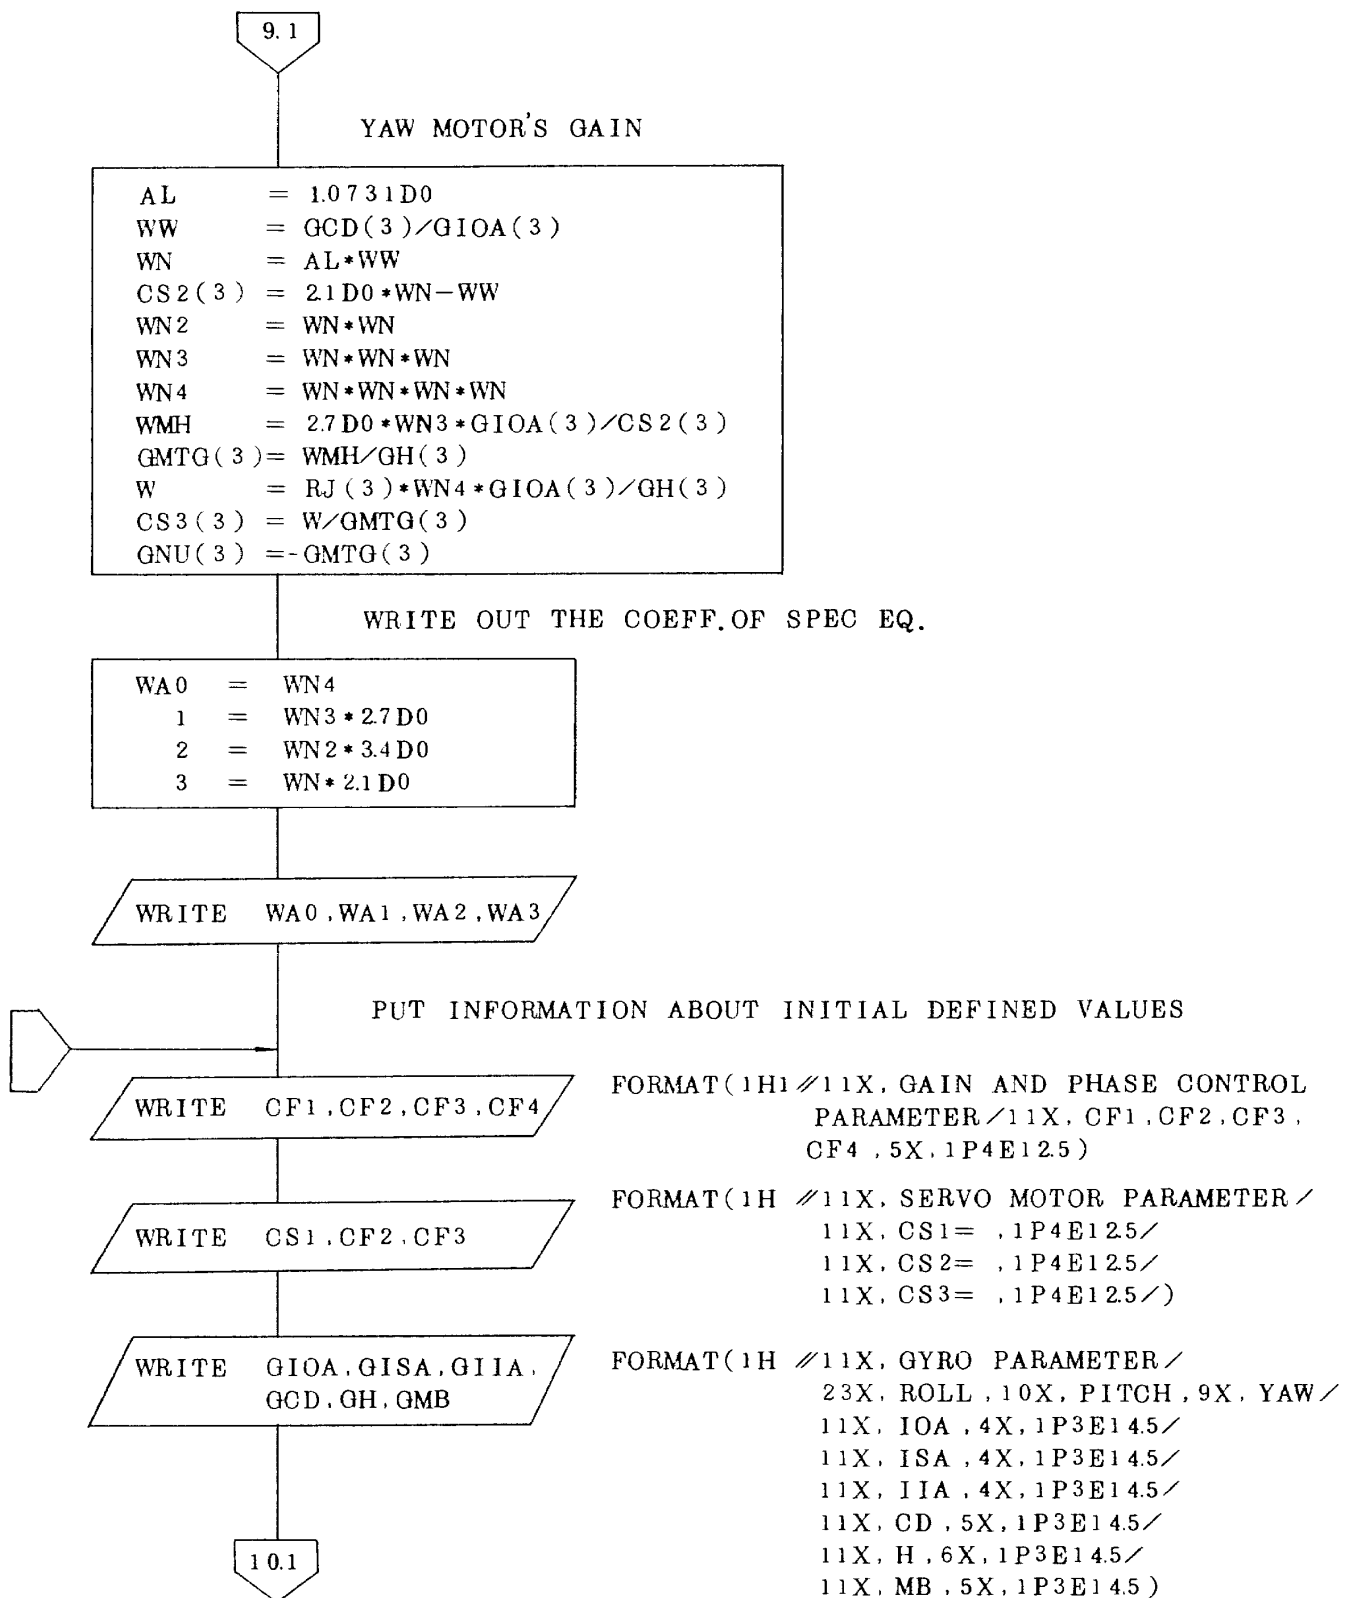 9.1
YAW MOTOR'S GAIN
AL = 1.0731D0
WW = GCD(3)/GIOA(3)
WN = AL*WW
CS2(3) = 2.1D0*WN-WW
WN2 = WN*WN
WN3 = WN*WN*WN
WN4 = WN*WN*WN*WN
WMH = 2.7D0*WN3*GIOA(3)/CS2(3)
GMTG(3)= WMH/GH(3)
W = RJ(3)*WN4*GIOA(3)/GH(3)
CS3(3) = W/GMTG(3)
GNU(3) =-GMTG(3)
WRITE OUT THE COEFF.OF SPEC EQ.
WA0 = WN4
1 = WN3*2.7D0
2 = WN2*3.4D0
3 = WN*2.1D0
WRITE WA0,WA1,WA2,WA3
PUT INFORMATION ABOUT INITIAL DEFINED VALUES
WRITE CF1,CF2,CF3,CF4
FORMAT(1H1//11X, GAIN AND PHASE CONTROL
PARAMETER/11X, CF1,CF2,CF3,
CF4 ,5X,1P4E12.5)
WRITE CS1,CF2,CF3
FORMAT(1H //11X, SERVO MOTOR PARAMETER/
11X, CS1= ,1P4E12.5/
11X, CS2= ,1P4E12.5/
11X, CS3= ,1P4E12.5/)
WRITE GIOA,GISA,GIIA,
GCD,GH,GMB
FORMAT(1H //11X, GYRO PARAMETER/
23X, ROLL ,10X, PITCH ,9X, YAW/
11X, IOA ,4X,1P3E14.5/
11X, ISA ,4X,1P3E14.5/
11X, IIA ,4X,1P3E14.5/
11X, CD ,5X,1P3E14.5/
11X, H ,6X,1P3E14.5/
11X, MB ,5X,1P3E14.5)
10.1